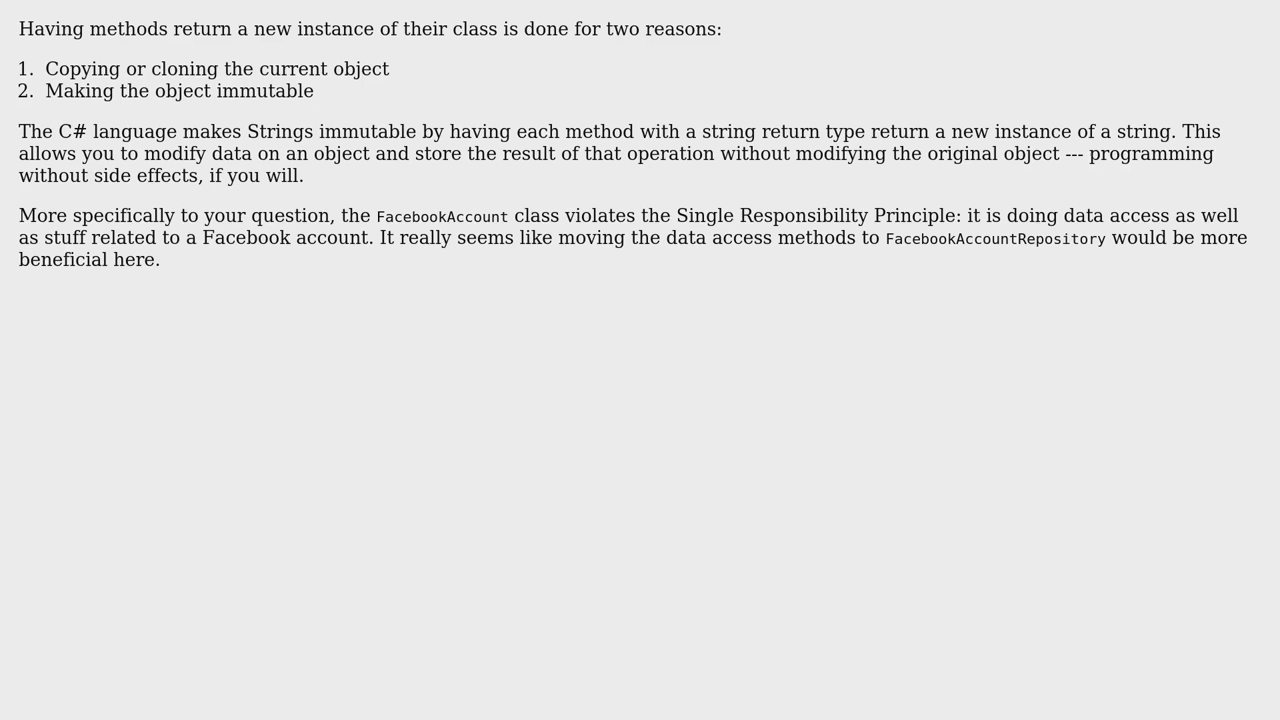 Having methods return a new instance of their class is done for two reasons:
1. Copying or cloning the current object
2. Making the object immutable
The C# language makes Strings immutable by having each method with a string return type return a new instance of a string. This
allows you to modify data on an object and store the result of that operation without modifying the original object --- programming
without side effects, if you will.
More specifically to your question, the FacebookAccount class violates the Single Responsibility Principle: it is doing data access as well
as stuff related to a Facebook account. It really seems like moving the data access methods to FacebookAccountRepository would be more
beneficial here.